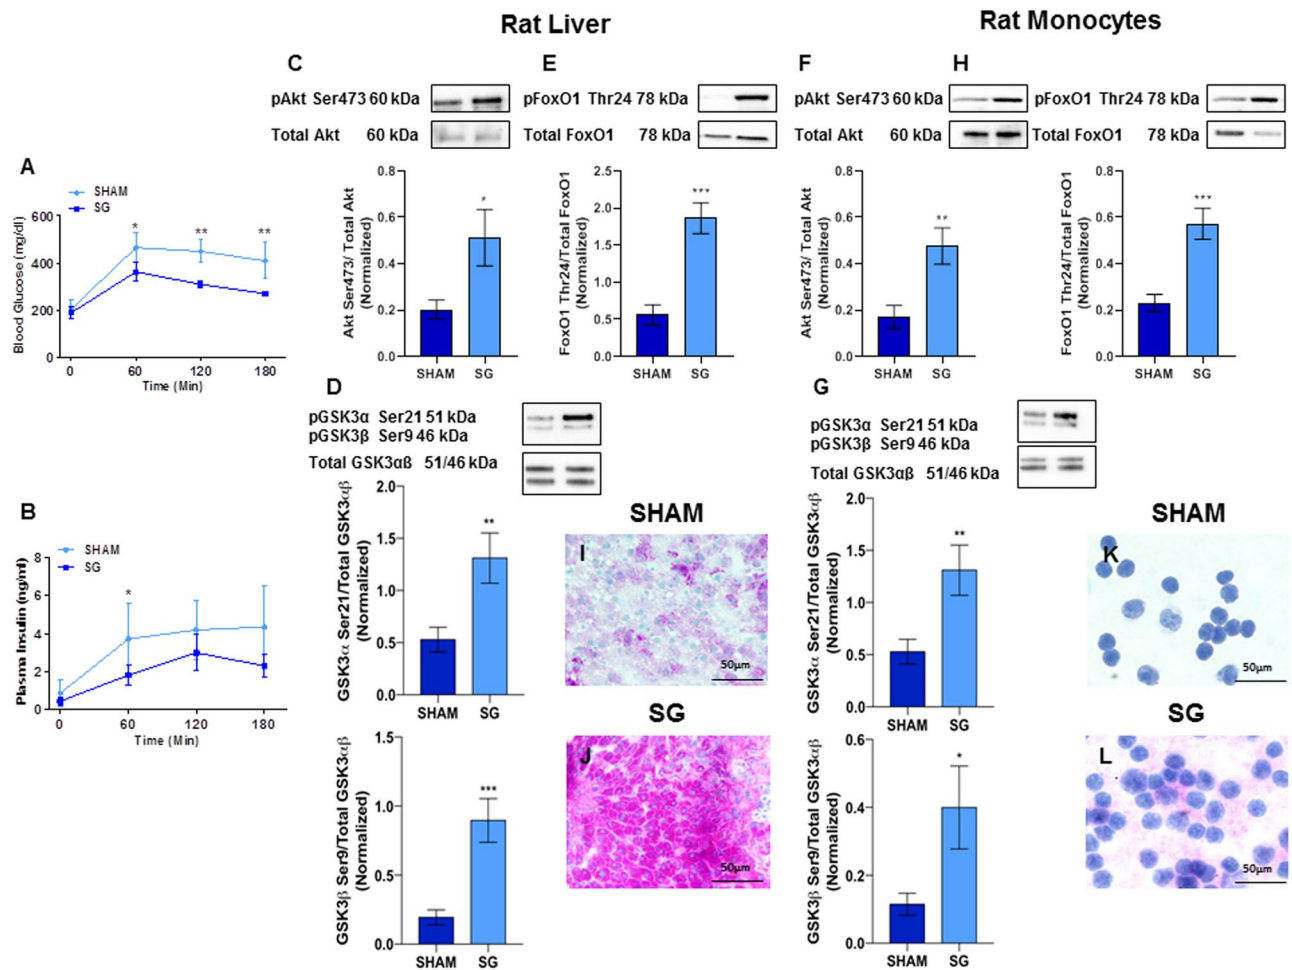 Rat Liver
Rat Monocytes
C
pAkt Ser473 60 kDa
Total Akt 60 kDa
0.8
0.6
0.4
0.2
0.0
Akt Ser473/ Total Akt
(Normalized)
*
SHAM SG
E
pFoxO1 Thr24 78 kDa
Total FoxO1 78 kDa
2.5
2.0
1.5
1.0
0.5
0.0
FoxO1 Thr24/Total FoxO1
(Normalized)
***
SHAM SG
F
pAkt Ser473 60 kDa
Total Akt 60 kDa
0.8
0.6
0.4
0.2
0.0
Akt Ser473/ Total Akt
(Normalized)
**
SHAM SG
H
pFoxO1 Thr24 78 kDa
Total FoxO1 78 kDa
0.8
0.6
0.4
0.2
0.0
FoxO1 Thr24/Total FoxO1
(Normalized)
***
SHAM SG
A
SHAM
SG
600
400
200
0
Blood Glucose (mg/dl)
* ** **
0 60 120 180
Time (Min)
B
SHAM
SG
8
6
4
2
0
Plasma Insulin (ng/ml)
*
0 60 120 180
Time (Min)
D
pGSK3α Ser21 51 kDa
pGSK3β Ser9 46 kDa
Total GSK3αß 51/46 kDa
2.0
1.5
1.0
0.5
0.0
GSK3α Ser21/Total GSK3αβ
(Normalized)
**
SHAM SG
1.5
1.0
0.5
0.0
GSK3β Ser9/Total GSK3αβ
(Normalized)
***
SHAM SG
SHAM
I
50µm
SG
J
50µm
G
pGSK3α Ser21 51 kDa
pGSK3β Ser9 46 kDa
Total GSK3αß 51/46 kDa
2.0
1.5
1.0
0.5
0.0
GSK3α Ser21/Total GSK3αβ
(Normalized)
**
SHAM SG
0.6
0.4
0.2
0.0
GSK3β Ser9/Total GSK3αβ
(Normalized)
*
SHAM SG
SHAM
K
50µm
SG
L
50µm